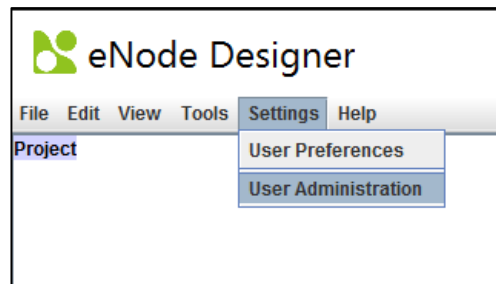 eNode Designer
File Edit View Tools Settings Help
Project
User Preferences
User Administration